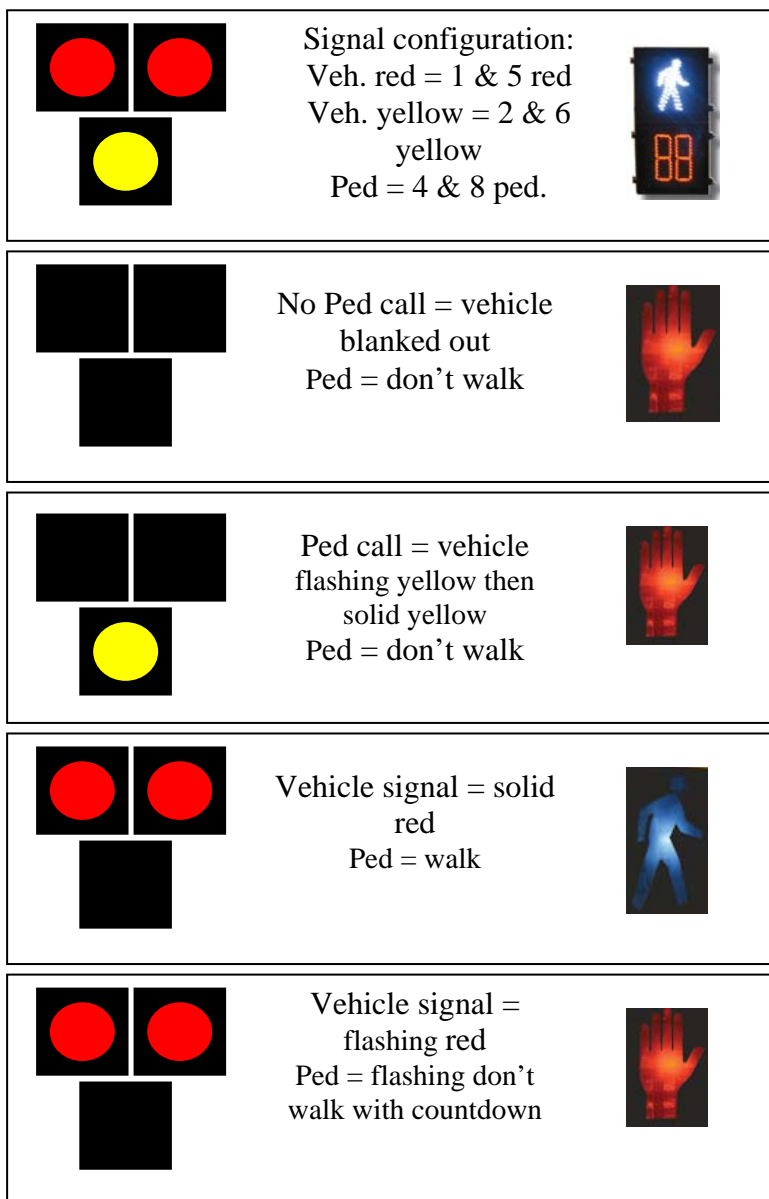 Signal configuration:
Veh. red = 1 & 5 red
Veh. yellow = 2 & 6
yellow
Ped = 4 & 8 ped.
88
No Ped call = vehicle
blanked out
Ped = don’t walk
Ped call = vehicle
flashing yellow then
solid yellow
Ped = don’t walk
Vehicle signal = solid
red
Ped = walk
Vehicle signal =
flashing red
Ped = flashing don’t
walk with countdown